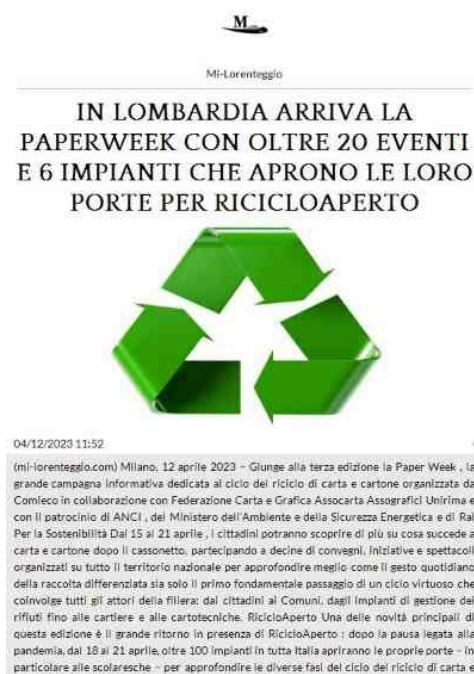 M
Mi-Lorenteggio
IN LOMBARDIA ARRIVA LA
PAPERWEEK CON OLTRE 20 EVENTI
E 6 IMPIANTI CHE APRONO LE LORO
PORTE PER RICICLOAPERTO
04/12/2023 11:52
(mi-lorenteggio.com) Milano, 12 aprile 2023 – Giunge alla terza edizione la Paper Week , la
grande campagna informativa dedicata al ciclo del riciclo di carta e cartone organizzata da
Comieco in collaborazione con Federazione Carta e Grafica Assocarta Assografici Unirima e
con il patrocinio di ANCI , del Ministero dell'Ambiente e della Sicurezza Energetica e di Rai
Per la Sostenibilità Dal 15 al 21 aprile , i cittadini potranno scoprire di più su cosa succede a
carta e cartone dopo il cassonetto, partecipando a decine di convegni, iniziative e spettacoli
organizzati su tutto il territorio nazionale per approfondire meglio come il gesto quotidiano
della raccolta differenziata sia solo il primo fondamentale passaggio di un ciclo virtuoso che
coinvolge tutti gli attori della filiera: dai cittadini ai Comuni, dagli impianti di gestione dei
rifiuti fino alle cartiere e alle cartotecniche. RicicloAperto Una delle novità principali di
questa edizione è il grande ritorno in presenza di RicicloAperto : dopo la pausa legata alla
pandemia, dal 18 al 21 aprile, oltre 100 impianti in tutta Italia apriranno le proprie porte – in
particolare alle scolaresche – per approfondire le diverse fasi del ciclo del riciclo di carta e